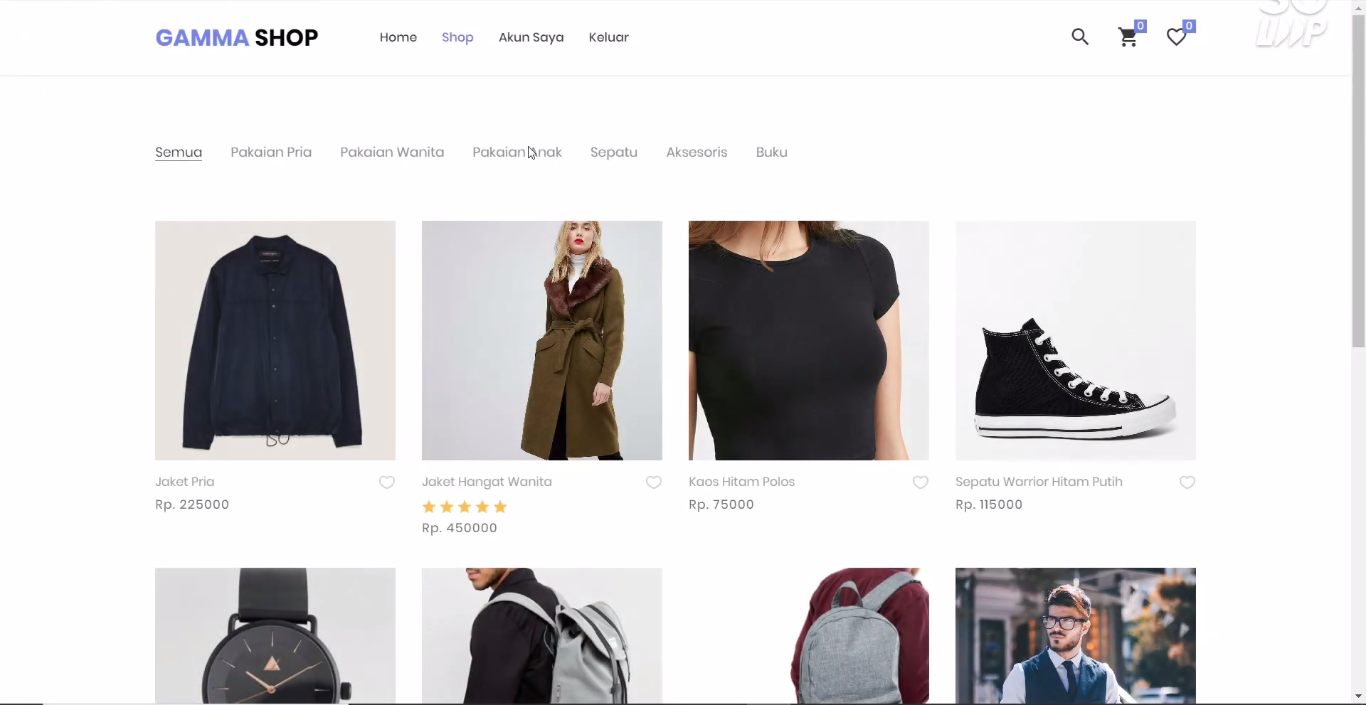 GAMMA SHOP Home Shop Akun Saya Keluar 0 0
Semua Pakaian Pria Pakaian Wanita Pakaian Anak Sepatu Aksesoris Buku
Jaket Pria Jaket Hangat Wanita Kaos Hitam Polos Sepatu Warrior Hitam Putih
Rp. 225000 Rp. 75000 Rp. 115000
Rp. 450000